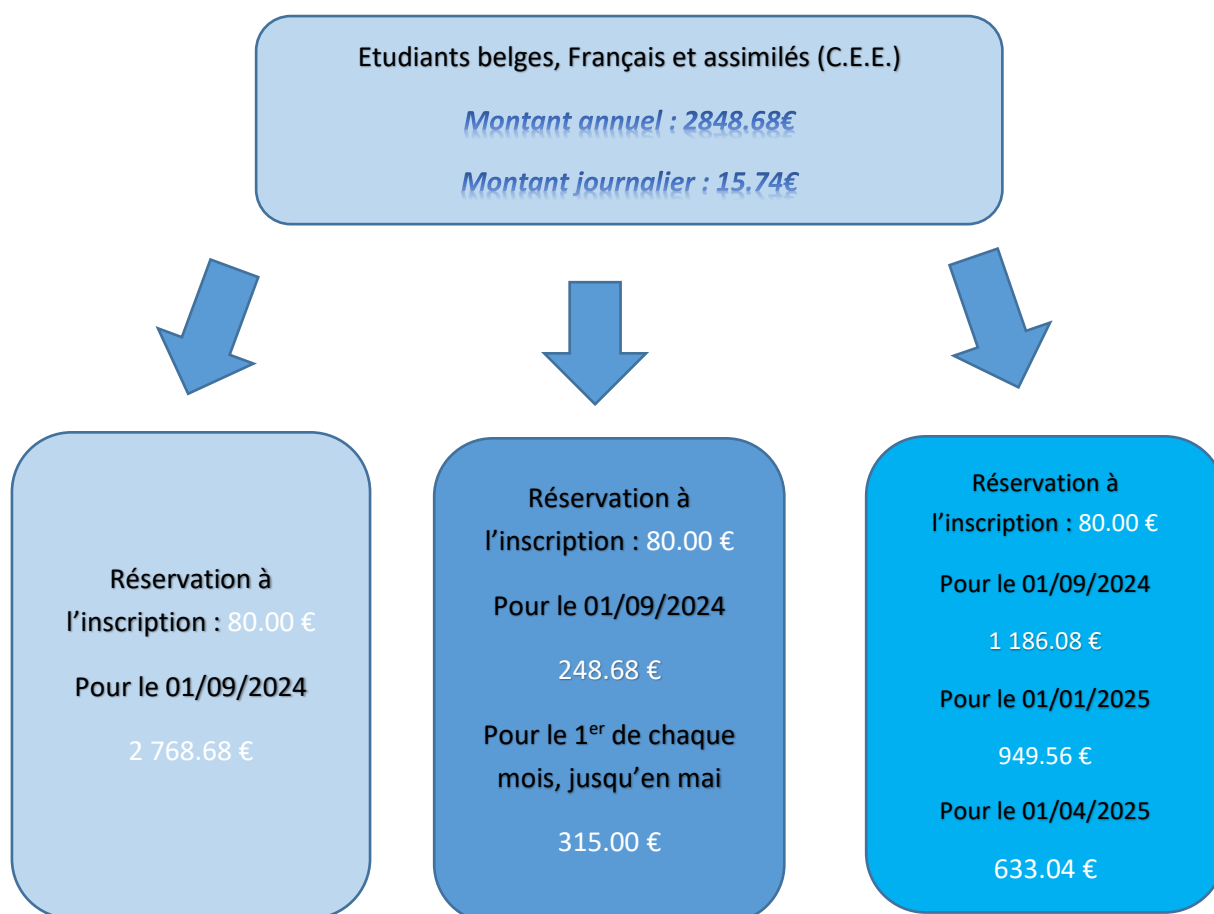 Etudiants belges, Français et assimilés (C.E.E.)
Montant annuel : 2848.68€
Montant journalier : 15.74€
Réservation à
l’inscription : 80.00 €
Pour le 01/09/2024
2 768.68 €
Réservation à
l’inscription : 80.00 €
Pour le 01/09/2024
248.68 €
Pour le 1er de chaque
mois, jusqu’en mai
315.00 €
Réservation à
l’inscription : 80.00 €
Pour le 01/09/2024
1 186.08 €
Pour le 01/01/2025
949.56 €
Pour le 01/04/2025
633.04 €